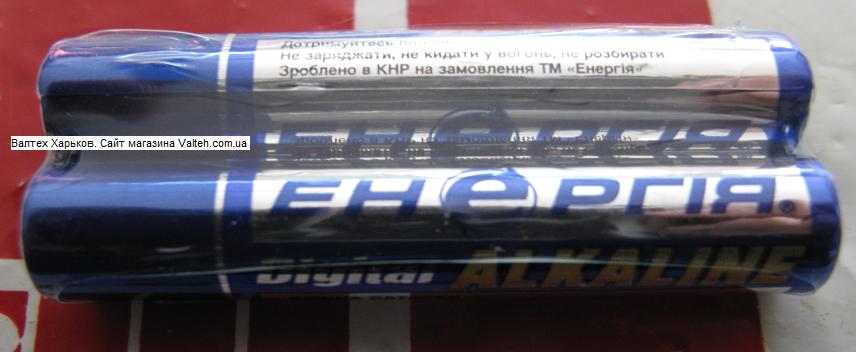 Дотримуйтесь
Не заряджати, не кидати у вогонь, не розбирати
Зроблено в КНР на замовлення ТМ «Енергія»
Валтех Харьков. Сайт магазина Valteh.com.ua
ЕНЕРГІЯ
ЕНеРГІЯ®
Digital ALKALINE